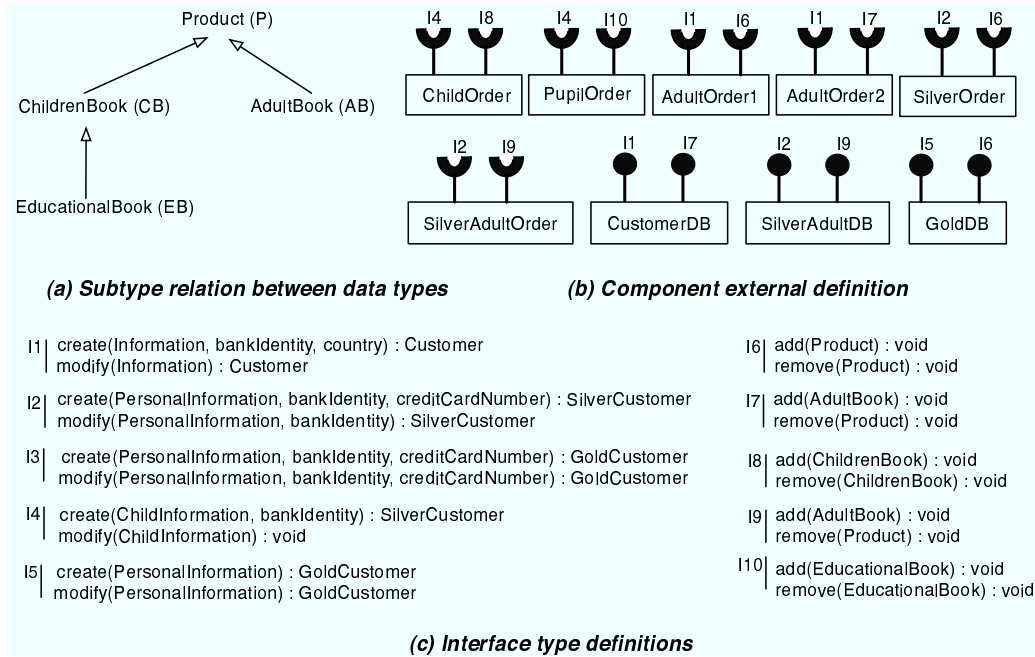 Product (P)
ChildrenBook (CB)
AdultBook (AB)
EducationalBook (EB)
(a) Subtype relation between data types
I4 I8 I4 I10 I1 I6 I1 I7 I2 I6
ChildOrder PupilOrder AdultOrder1 AdultOrder2 SilverOrder
I2 I9 I1 I7 I2 I9 I5 I6
SilverAdultOrder CustomerDB SilverAdultDB GoldDB
(b) Component external definition
I1 create(Information, bankIdentity, country) : Customer
modify(Information) : Customer
I2 create(PersonalInformation, bankIdentity, creditCardNumber) : SilverCustomer
modify(PersonalInformation, bankIdentity) : SilverCustomer
I3 create(PersonalInformation, bankIdentity, creditCardNumber) : GoldCustomer
modify(PersonalInformation, bankIdentity, creditCardNumber) : GoldCustomer
I4 create(ChildInformation, bankIdentity) : SilverCustomer
modify(ChildInformation) : void
I5 create(PersonalInformation) : GoldCustomer
modify(PersonalInformation) : GoldCustomer
I6 add(Product) : void
remove(Product) : void
I7 add(AdultBook) : void
remove(Product) : void
I8 add(ChildrenBook) : void
remove(ChildrenBook) : void
I9 add(AdultBook) : void
remove(Product) : void
I10 add(EducationalBook) : void
remove(EducationalBook) : void
(c) Interface type definitions